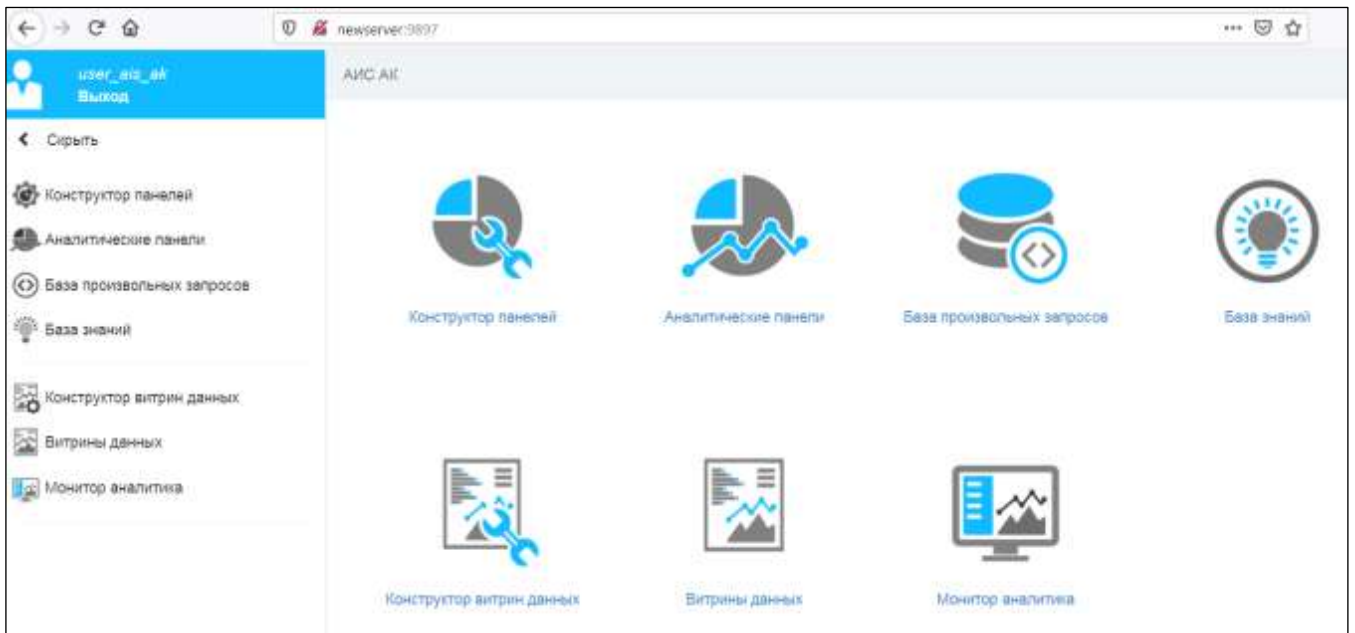 newserver:9897
user_ais_ak
Выход
АИС АК
Скрыть
Конструктор панелей
Аналитические панели
База произвольных запросов
База знаний
Конструктор витрин данных
Витрины данных
Монитор аналитика
Конструктор панелей
Аналитические панели
База произвольных запросов
База знаний
Конструктор витрин данных
Витрины данных
Монитор аналитика